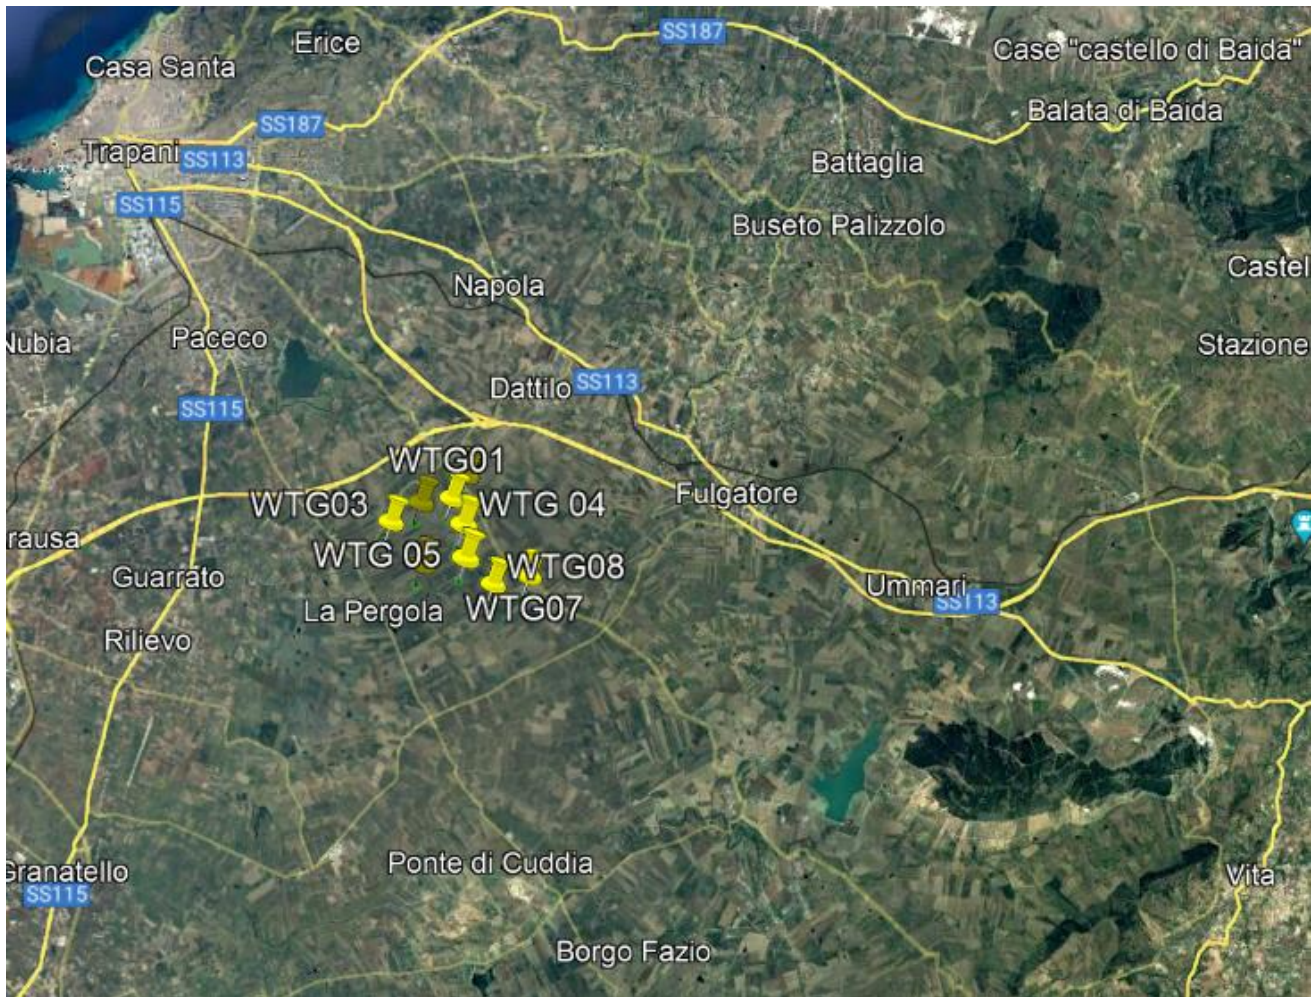 SS187
Erice
Case "castello di Baida"
Casa Santa
Balata di Baida
SS187
Trapani
SS113
Battaglia
SS115
Buseto Palizzolo
Castel
Napola
Nubia
Paceco
Stazione
Dattilo
SS113
SS115
WTG01
Fulgatore
WTG03
WTG 04
rausa
WTG 05
WTG08
Guarrato
Ummari
SS113
La Pergola
WTG07
Rilievo
Ponte di Cuddia
Granatello
Vita
SS115
Borgo Fazio